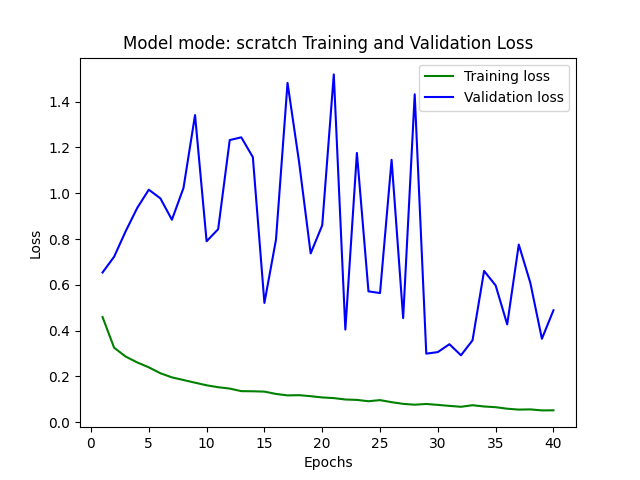 Model mode: scratch Training and Validation Loss
Training loss
Validation loss
Loss
1.4
1.2
1.0
0.8
0.6
0.4
0.2
0.0
0 5 10 15 20 25 30 35 40
Epochs